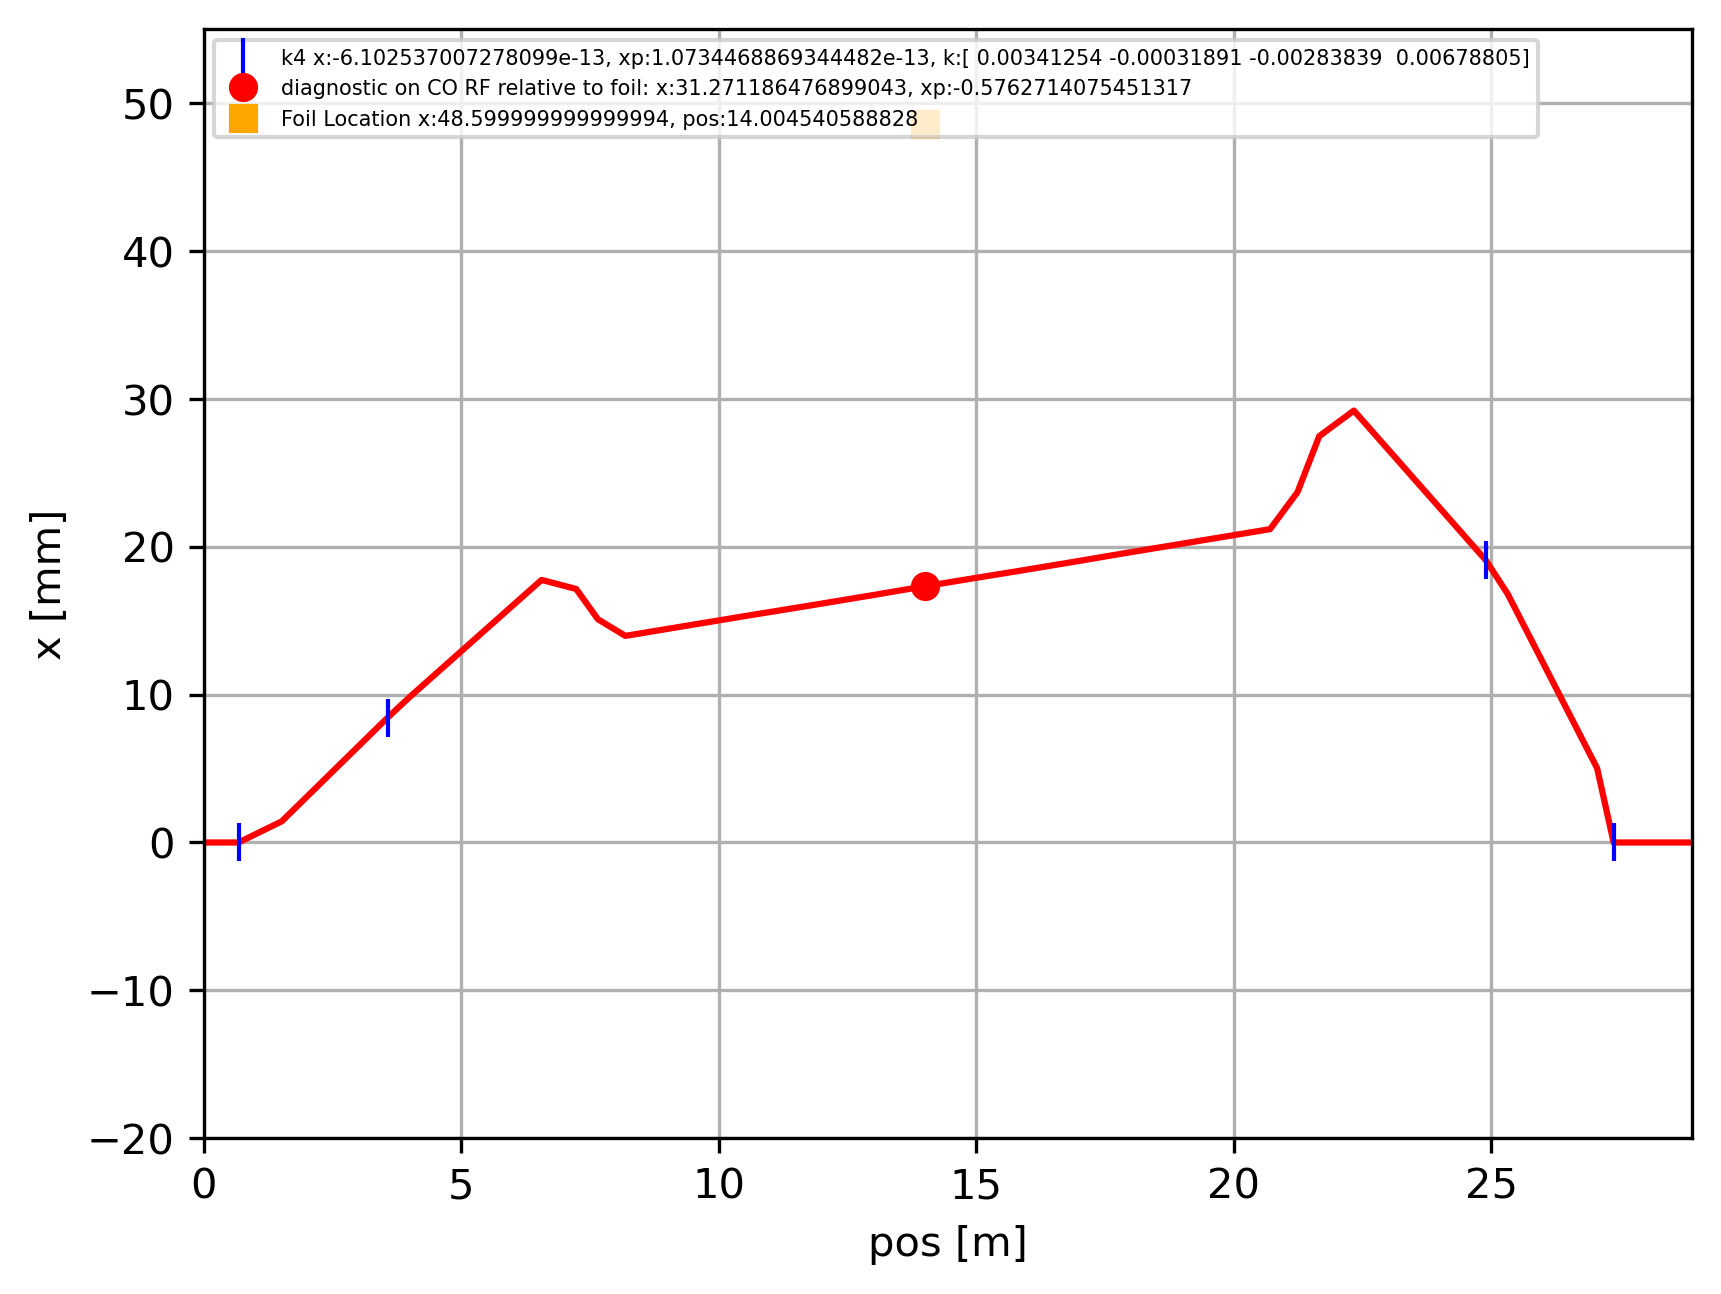 k4 x:-6.102537007278099e-13, xp:1.0734468869344482e-13, k:[ 0.00341254 -0.00031891 -0.00283839  0.00678805]
diagnostic on CO RF relative to foil: x:31.271186476899043, xp:-0.5762714075451317
Foil Location x:48.599999999999994, pos:14.004540588828
50
40
30
20
10
0
−10
−20
x [mm]
0 5 10 15 20 25
pos [m]